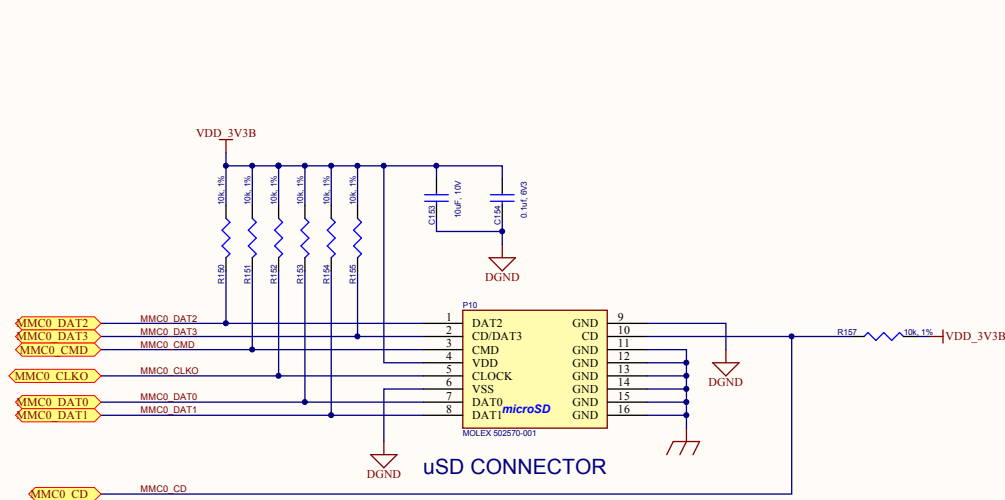 VDD_3V3B
10k, 1%
10k, 1%
10k, 1%
10k, 1%
10k, 1%
10k, 1%
R150
R151
R152
R153
R154
R155
C153
10uF, 10V
C154
0.1uf, 6V3
DGND
P10
MMC0_DAT2 MMC0_DAT2 1 DAT2 GND 9
MMC0_DAT3 MMC0_DAT3 2 CD/DAT3 CD 10 R157 10k, 1% VDD_3V3B
MMC0_CMD MMC0_CMD 3 CMD GND 11
4 VDD GND 12
MMC0_CLKO MMC0_CLKO 5 CLOCK GND 13
6 VSS GND 14
MMC0_DAT0 MMC0_DAT0 7 DAT0 GND 15
MMC0_DAT1 MMC0_DAT1 8 DAT1 microSD GND 16
DGND
MOLEX 502570-001
DGND
uSD CONNECTOR
MMC0_CD MMC0_CD